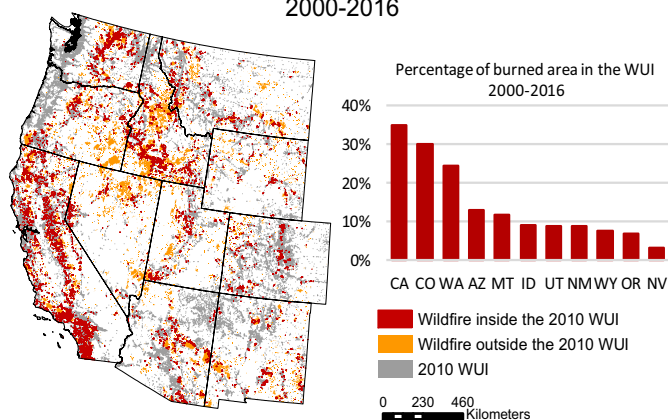 2000-2016
Percentage of burned area in the WUI
2000-2016
40%
30%
20%
10%
0%
CA CO WA AZ MT ID UT NM WY OR NV
Wildfire inside the 2010 WUI
Wildfire outside the 2010 WUI
2010 WUI
0 230 460
Kilometers